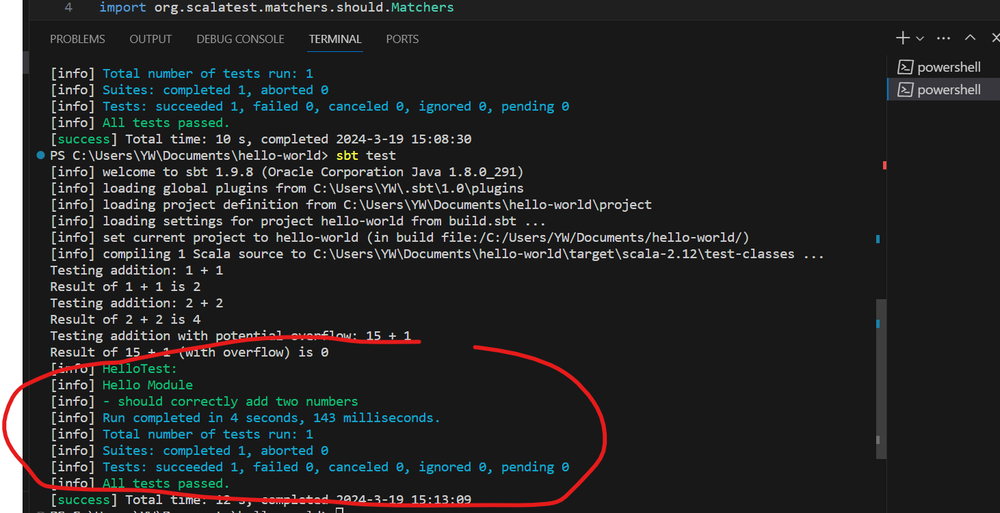 4 import org.scalatest.matchers.should.Matchers
PROBLEMS OUTPUT DEBUG CONSOLE TERMINAL PORTS
powershell
powershell
[info] Total number of tests run: 1
[info] Suites: completed 1, aborted 0
[info] Tests: succeeded 1, failed 0, canceled 0, ignored 0, pending 0
[info] All tests passed.
[success] Total time: 10 s, completed 2024-3-19 15:08:30
PS C:\Users\YW\Documents\hello-world> sbt test
[info] welcome to sbt 1.9.8 (Oracle Corporation Java 1.8.0_291)
[info] loading global plugins from C:\Users\YW\.sbt\1.0\plugins
[info] loading project definition from C:\Users\YW\Documents\hello-world\project
[info] loading settings for project hello-world from build.sbt ...
[info] set current project to hello-world (in build file:/C:/Users/YW/Documents/hello-world/)
[info] compiling 1 Scala source to C:\Users\YW\Documents\hello-world\target\scala-2.12\test-classes ...
Testing addition: 1 + 1
Result of 1 + 1 is 2
Testing addition: 2 + 2
Result of 2 + 2 is 4
Testing addition with potential overflow: 15 + 1
Result of 15 + 1 (with overflow) is 0
[info] HelloTest:
[info] Hello Module
[info] - should correctly add two numbers
[info] Run completed in 4 seconds, 143 milliseconds.
[info] Total number of tests run: 1
[info] Suites: completed 1, aborted 0
[info] Tests: succeeded 1, failed 0, canceled 0, ignored 0, pending 0
[info] All tests passed.
[success] Total time: 12 s, completed 2024-3-19 15:13:09